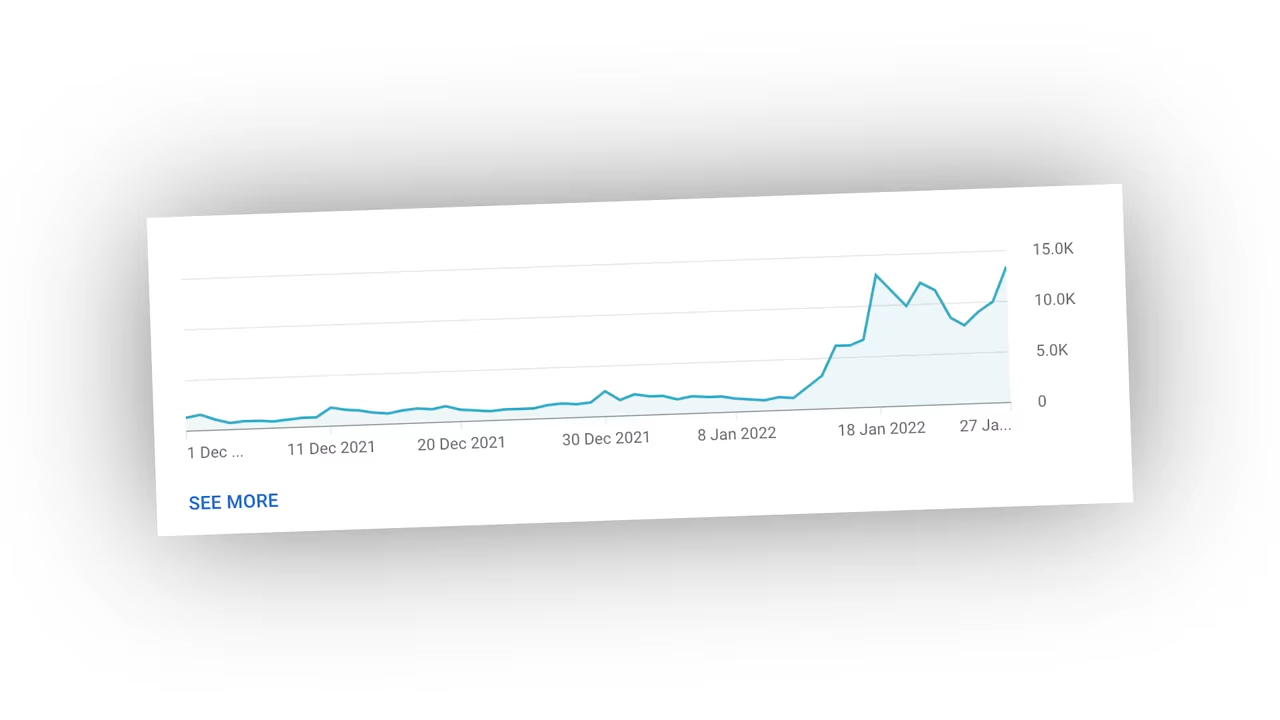 15.0K
10.0K
5.0K
0
1 Dec ...
11 Dec 2021
20 Dec 2021
30 Dec 2021
8 Jan 2022
18 Jan 2022
27 Ja...
SEE MORE